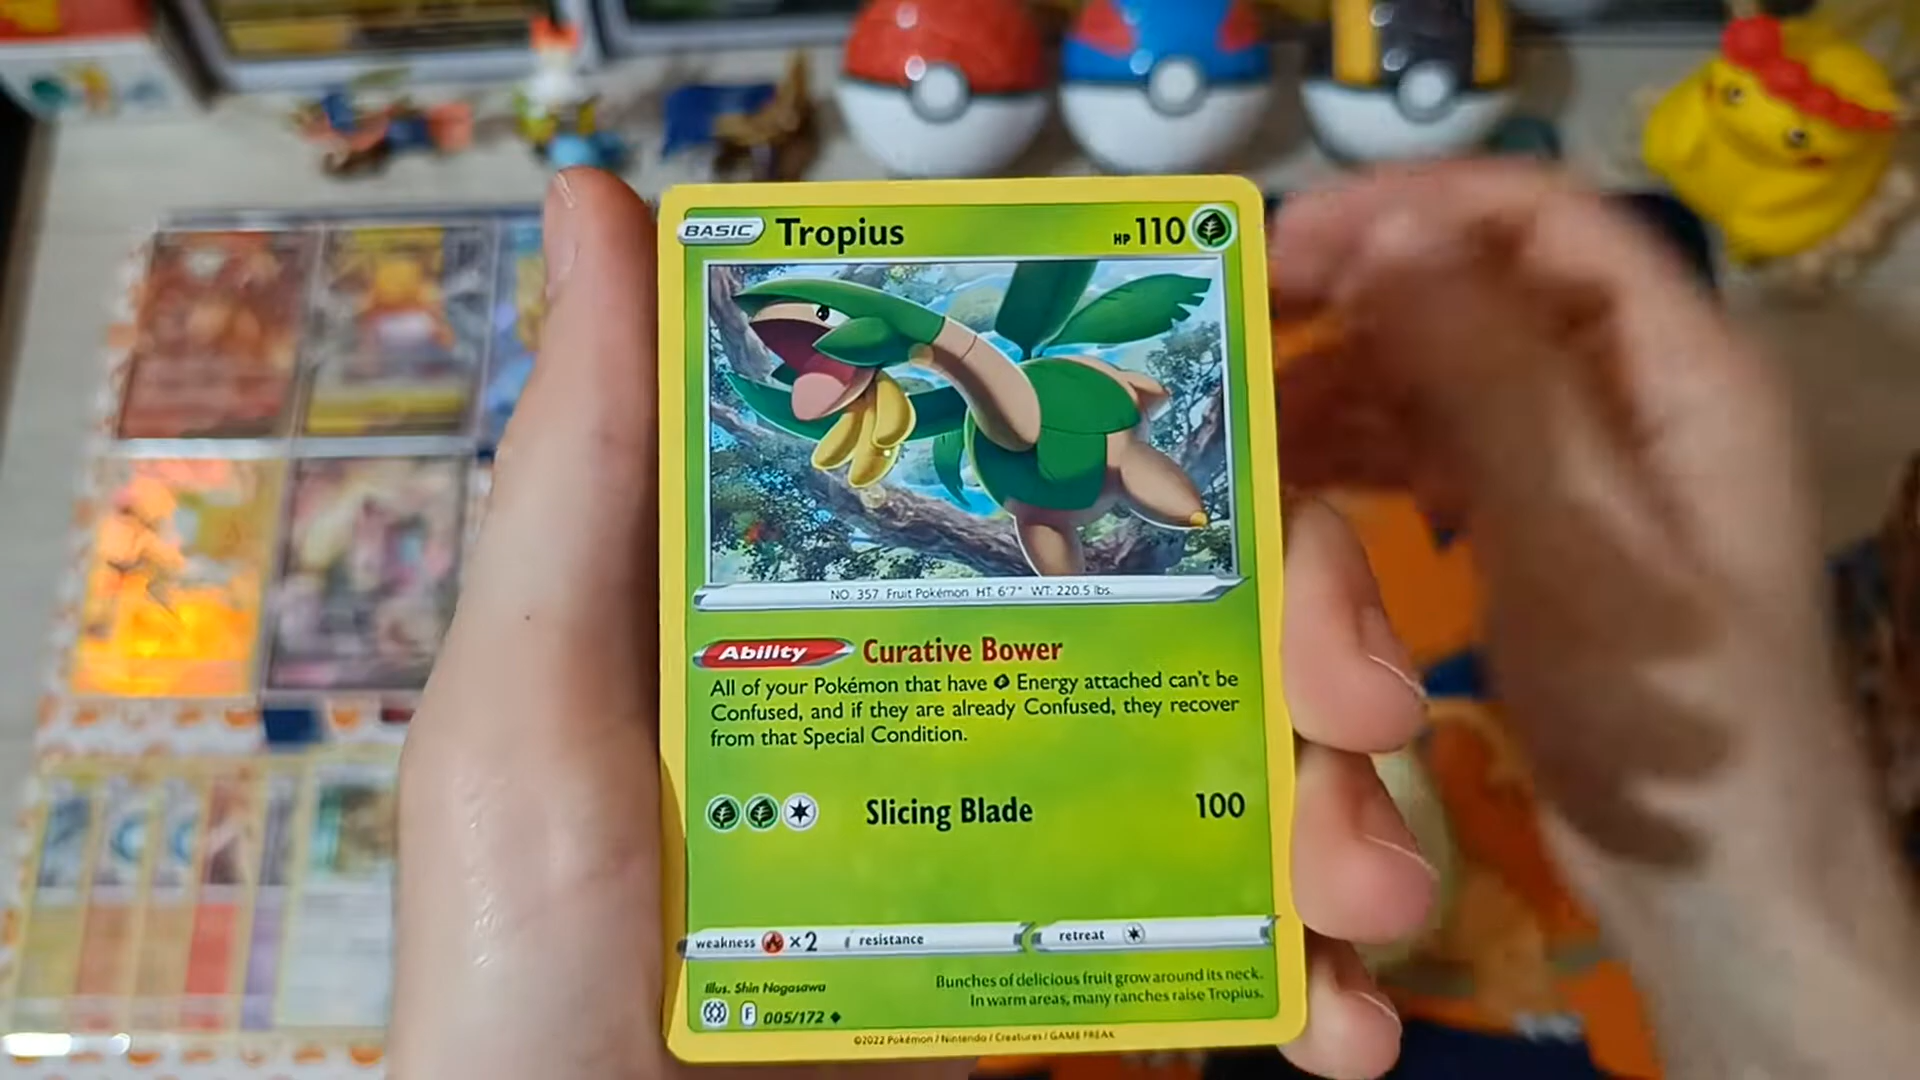 BASIC Tropius HP 110
NO. 357 Fruit Pokémon HT: 6'7" WT: 220.5 lbs.
Ability Curative Bower
All of your Pokémon that have Energy attached can't be
Confused, and if they are already Confused, they recover
from that Special Condition.
Slicing Blade 100
weakness ×2 resistance retreat
Illus. Shin Nagasawa
Bunches of delicious fruit grow around its neck.
In warm areas, many ranches raise Tropius.
F 005/172
©2022 Pokémon / Nintendo / Creatures / GAME FREAK